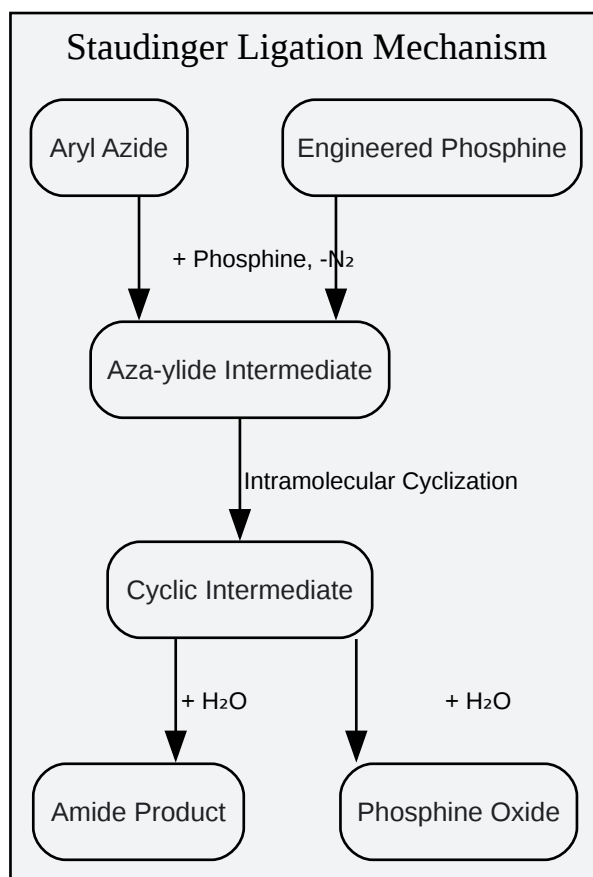 Staudinger Ligation Mechanism
Aryl Azide
Engineered Phosphine
+ Phosphine, -N₂
Aza-ylide Intermediate
Intramolecular Cyclization
Cyclic Intermediate
+ H₂O
+ H₂O
Amide Product
Phosphine Oxide